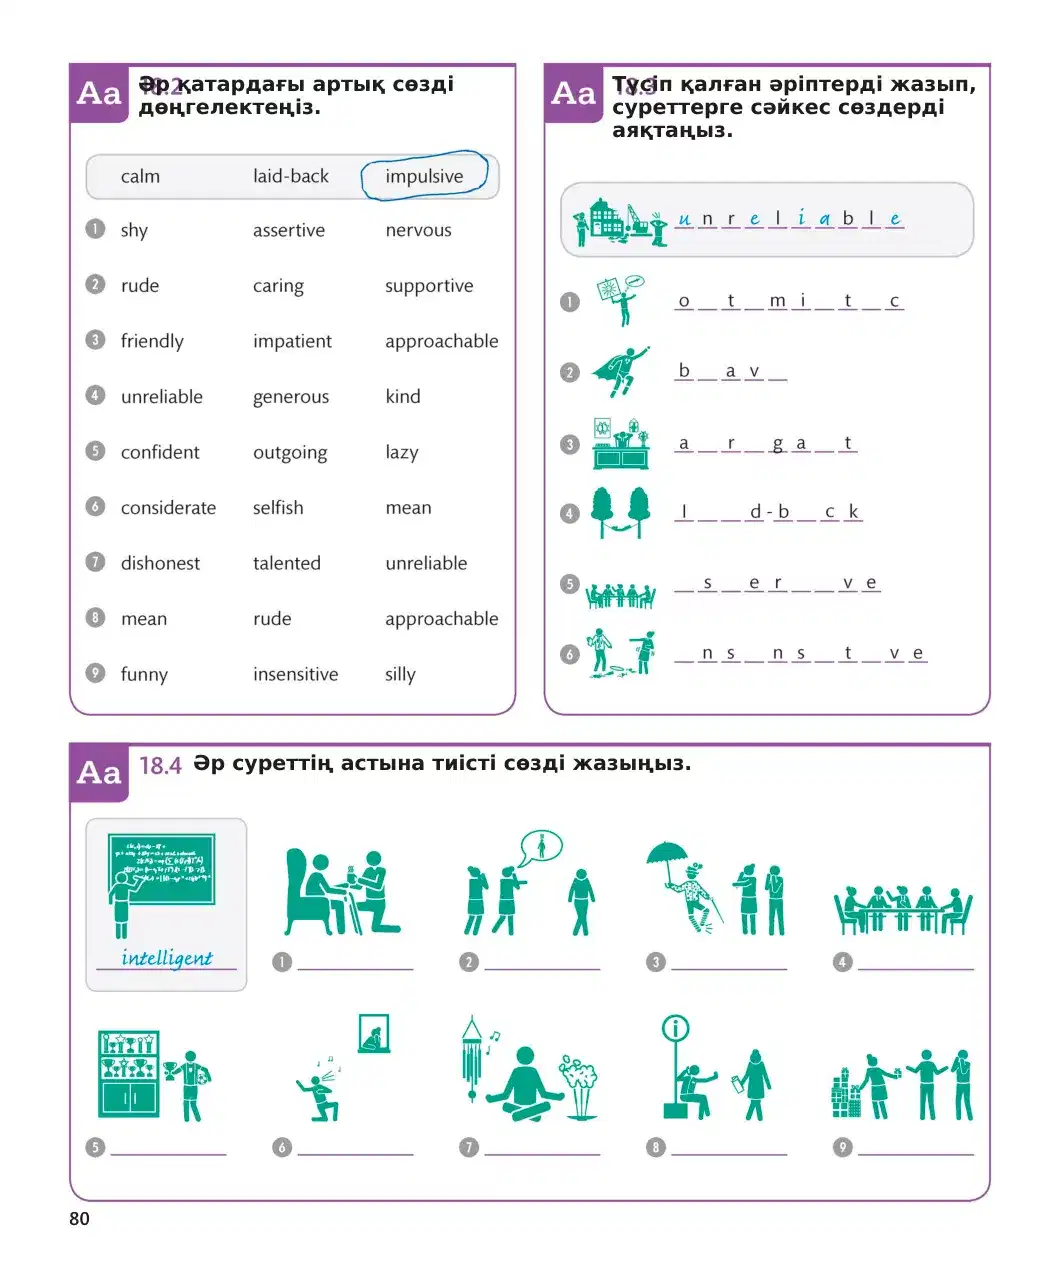 Aa 18.2 Әр қатардағы артық сөзді
дөңгелектеңіз.
calm laid-back impulsive
1 shy assertive nervous
2 rude caring supportive
3 friendly impatient approachable
4 unreliable generous kind
5 confident outgoing lazy
6 considerate selfish mean
7 dishonest talented unreliable
8 mean rude approachable
9 funny insensitive silly
Aa 18.3 Түсіп қалған әріптерді жазып,
суреттерге сәйкес сөздерді
аяқтаңыз.
unreliable
1 o _ t _ m i _ t _ c
2 b _ a v _
3 a _ r _ g a _ t
4 l _ _ d - b _ c k
5 _ s _ e r _ _ v e
6 _ n s _ n s _ t _ v e
Aa 18.4 Әр суреттің астына тиісті сөзді жазыңыз.
intelligent 1 2 3 4
5 6 7 8 9
80